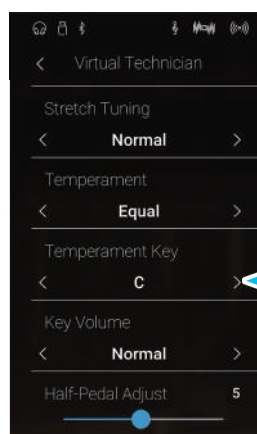 Virtual Technician
Stretch Tuning
Normal
Temperament
Equal
Temperament Key
C
Key Volume
Normal
Half-Pedal Adjust 5